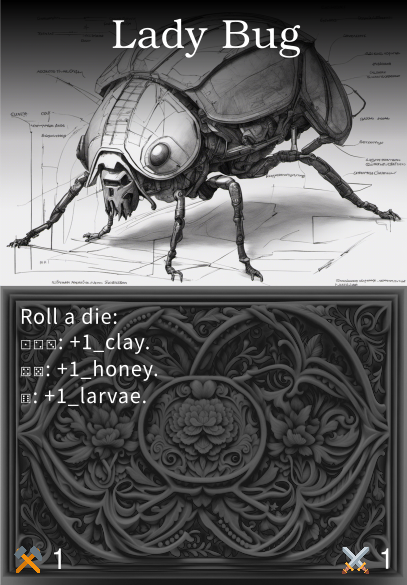 Lady Bug
Roll a die:
⚀⚁⚂: +1_clay.
⚃⚄: +1_honey.
⚅: +1_larvae.
1
1